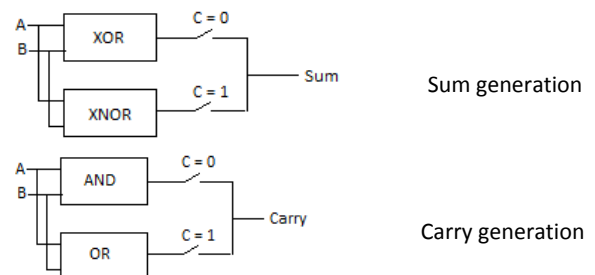 C = 0
A
XOR
B
Sum
Sum generation
C = 1
XNOR
A
C = 0
AND
B
Carry
Carry generation
C = 1
OR